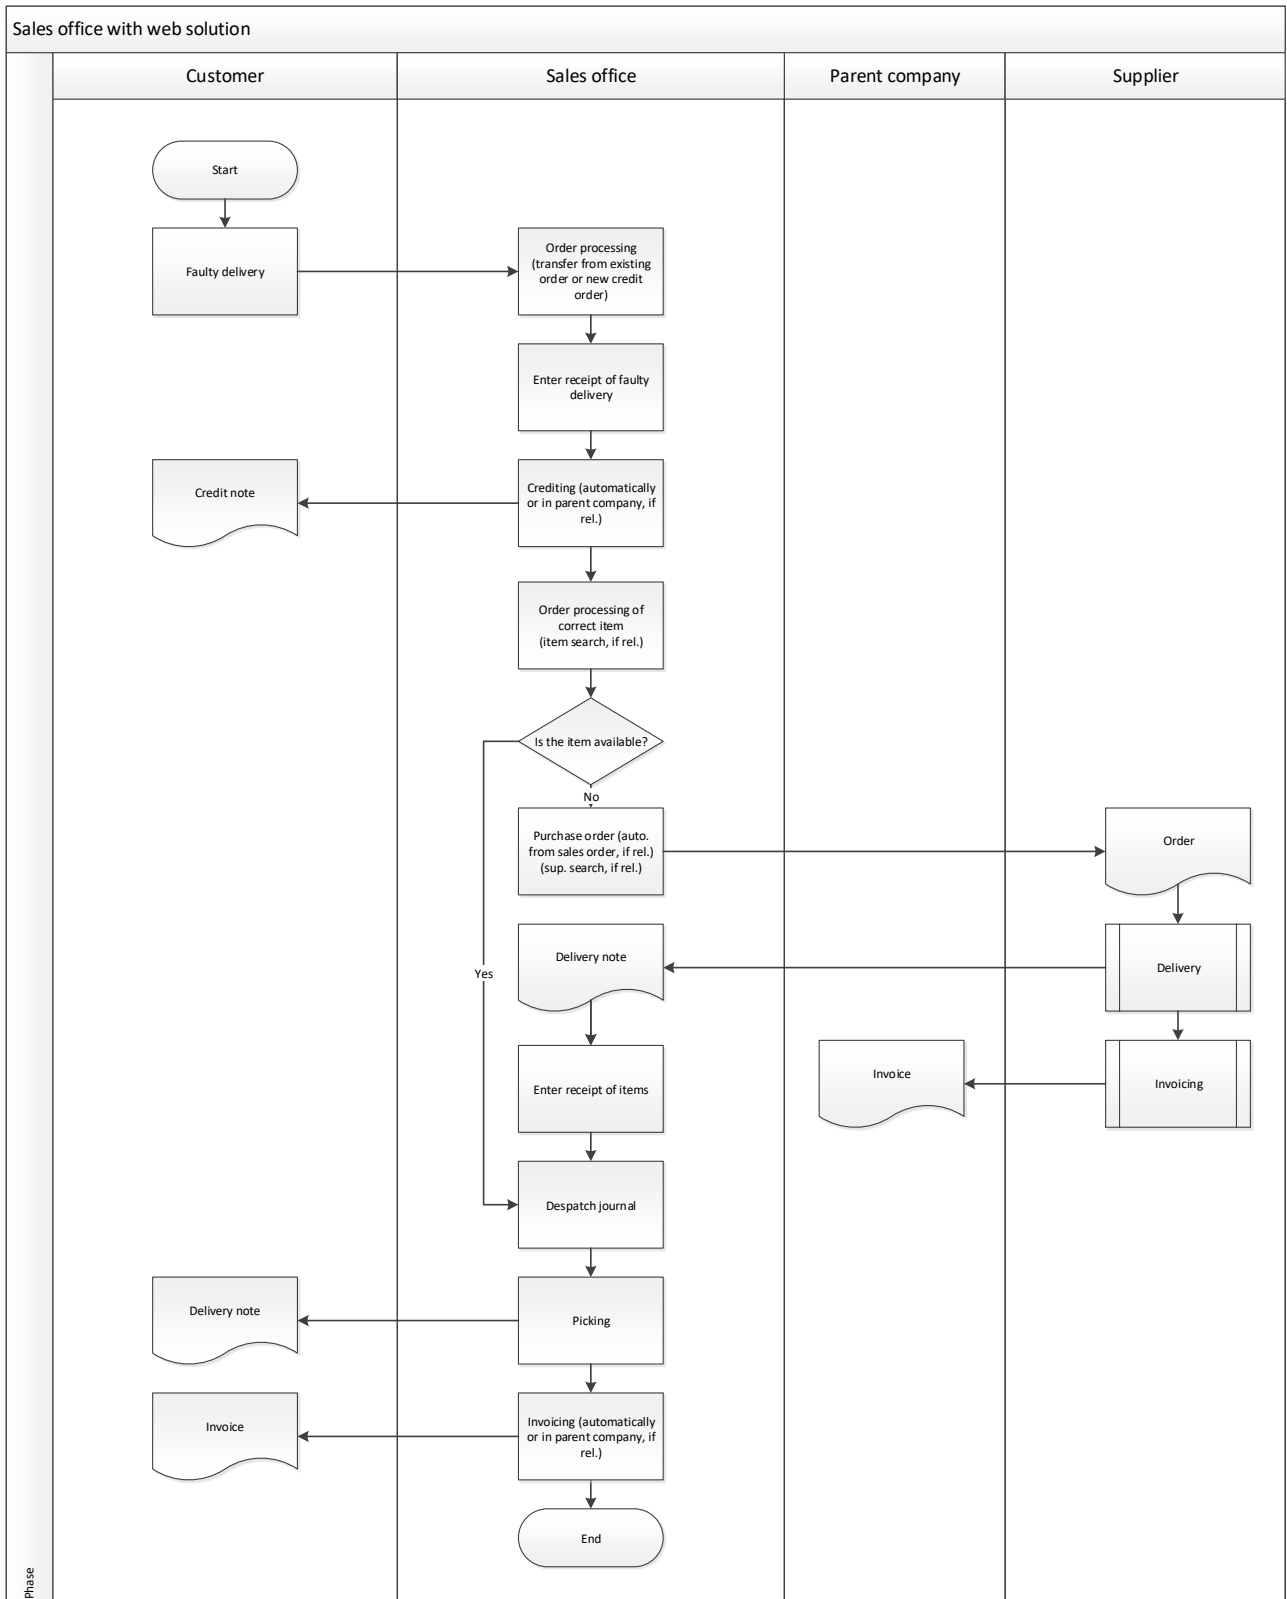 Sales office with web solution
Customer
Sales office
Parent company
Supplier
Start
Faulty delivery
Order processing
(transfer from existing
order or new credit
order)
Enter receipt of faulty
delivery
Credit note
Crediting (automatically
or in parent company, if
rel.)
Order processing of
correct item
(item search, if rel.)
Is the item available?
No
Purchase order (auto.
from sales order, if rel.)
(sup. search, if rel.)
Order
Delivery note
Delivery
Yes
Enter receipt of items
Invoice
Invoicing
Despatch journal
Delivery note
Picking
Invoice
Invoicing (automatically
or in parent company, if
rel.)
End
Phase